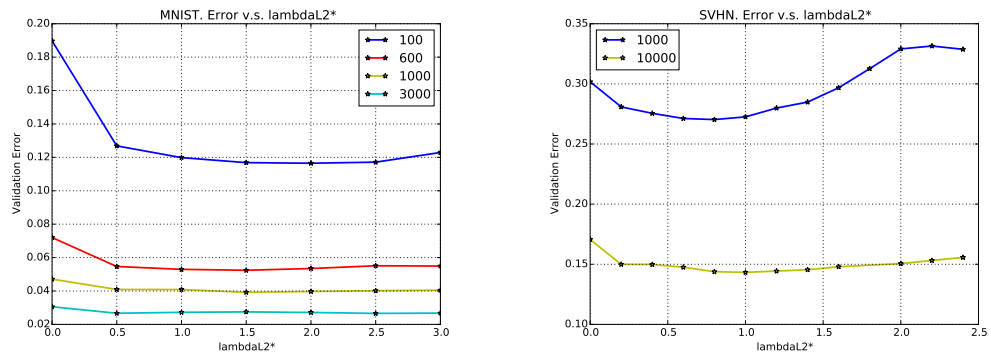 MNIST. Error v.s. lambdaL2*
Validation Error
0.20
0.18
0.16
0.14
0.12
0.10
0.08
0.06
0.04
0.02
100
600
1000
3000
0.0 0.5 1.0 1.5 2.0 2.5 3.0
lambdaL2*
SVHN. Error v.s. lambdaL2*
Validation Error
0.35
0.30
0.25
0.20
0.15
0.10
1000
10000
0.0 0.5 1.0 1.5 2.0 2.5
lambdaL2*